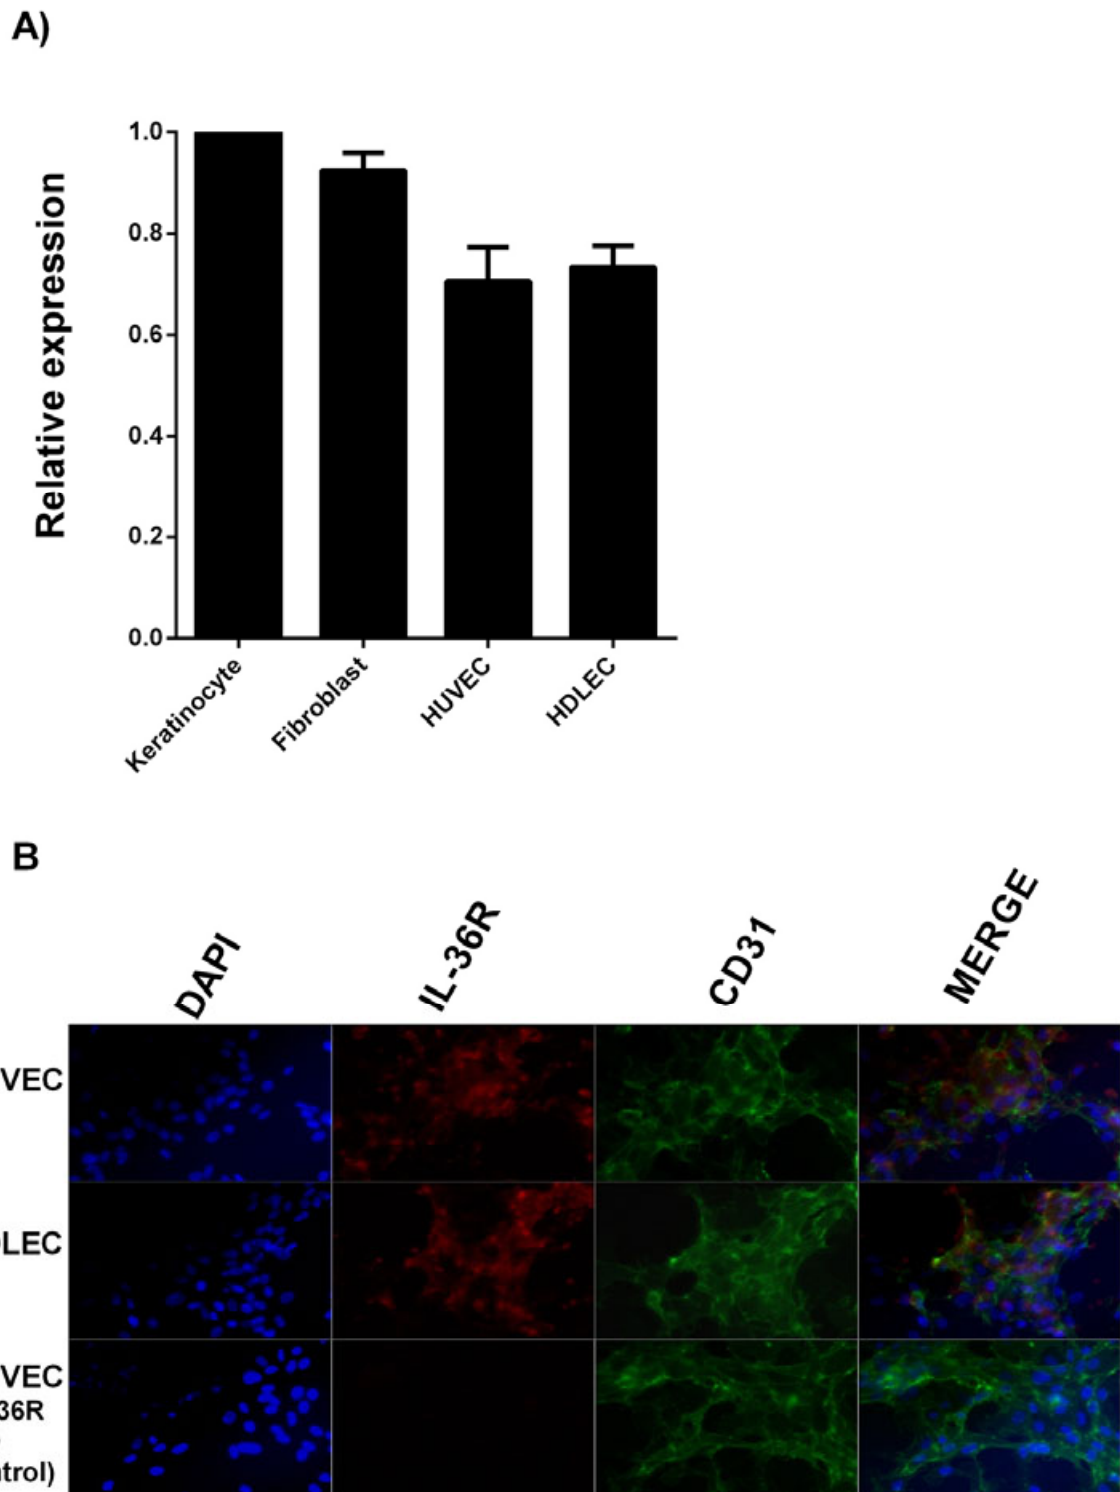 A)
Relative expression
1.0
0.8
0.6
0.4
0.2
0.0
Keratinocyte
Fibroblast
HUVEC
HDLEC
B
DAPI
IL-36R
CD31
MERGE
VEC
LEC
VEC
36R
trol)